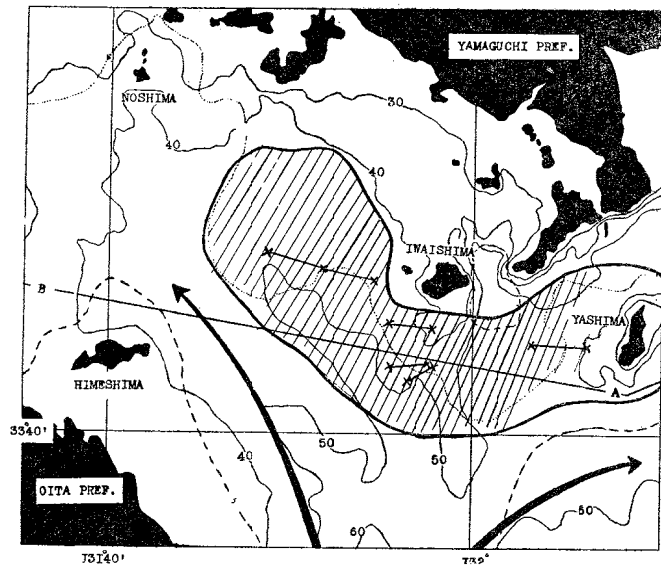 YAMAGUCHI PREF.
NOSHIMA
30
40
40
IWAISHIMA
B
YASHIMA
HIMESHIMA
A
33°40'
50
40
50
OITA PREF.
50
60
131°40'
132°